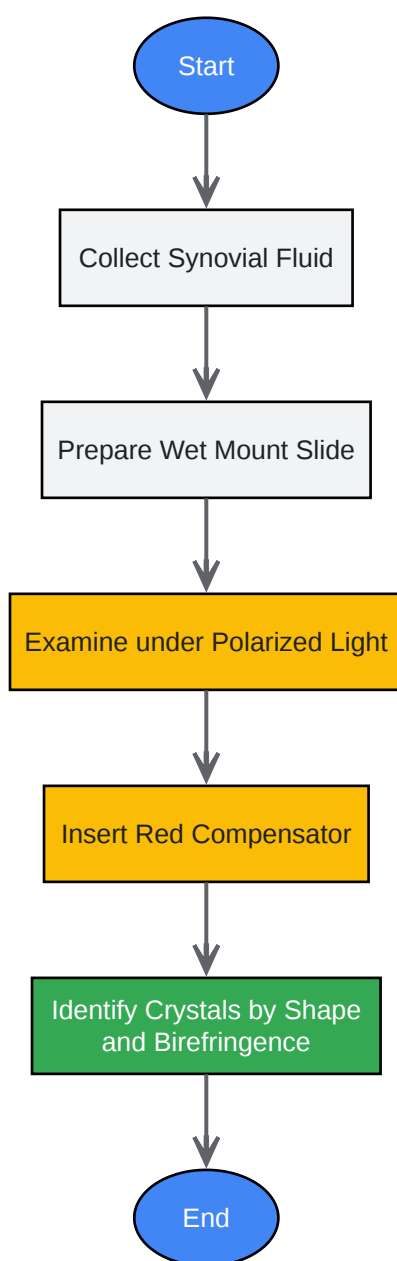 Start
Collect Synovial Fluid
Prepare Wet Mount Slide
Examine under Polarized Light
Insert Red Compensator
Identify Crystals by Shape
and Birefringence
End